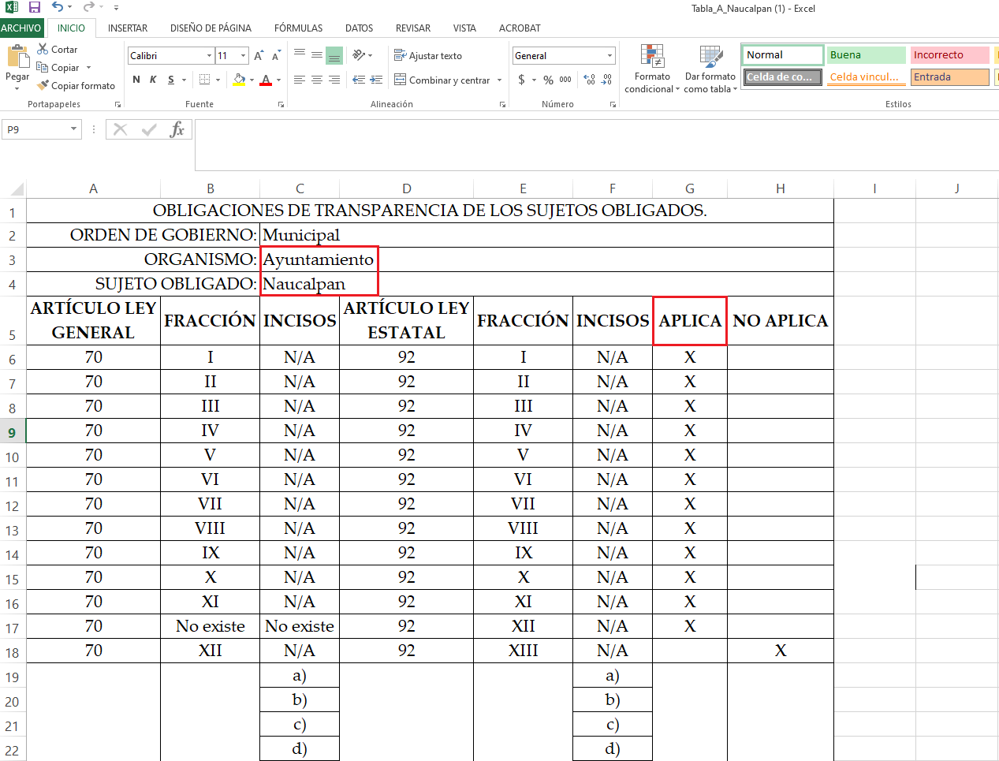 Tabla_A_Naucalpan (1) - Excel
ARCHIVO INICIO INSERTAR DISEÑO DE PÁGINA FÓRMULAS DATOS REVISAR VISTA ACROBAT
Pegar
Cortar
Copiar
Copiar formato
Portapapeles
Calibri 11
N K S
Fuente
Ajustar texto
Combinar y centrar
Alineación
General
$ % 000
Número
Formato condicional
Dar formato como tabla
Normal Buena Incorrecto
Celda de co... Celda vincul... Entrada
Estilos
P9 fx
A B C D E F G H I J
1 OBLIGACIONES DE TRANSPARENCIA DE LOS SUJETOS OBLIGADOS.
2 ORDEN DE GOBIERNO: Municipal
3 ORGANISMO: Ayuntamiento
4 SUJETO OBLIGADO: Naucalpan
5 ARTÍCULO LEY GENERAL FRACCIÓN INCISOS ARTÍCULO LEY ESTATAL FRACCIÓN INCISOS APLICA NO APLICA
6 70 I N/A 92 I N/A X
7 70 II N/A 92 II N/A X
8 70 III N/A 92 III N/A X
9 70 IV N/A 92 IV N/A X
10 70 V N/A 92 V N/A X
11 70 VI N/A 92 VI N/A X
12 70 VII N/A 92 VII N/A X
13 70 VIII N/A 92 VIII N/A X
14 70 IX N/A 92 IX N/A X
15 70 X N/A 92 X N/A X
16 70 XI N/A 92 XI N/A X
17 70 No existe No existe 92 XII N/A X
18 70 XII N/A 92 XIII N/A X
19 a) a)
20 b) b)
21 c) c)
22 d) d)